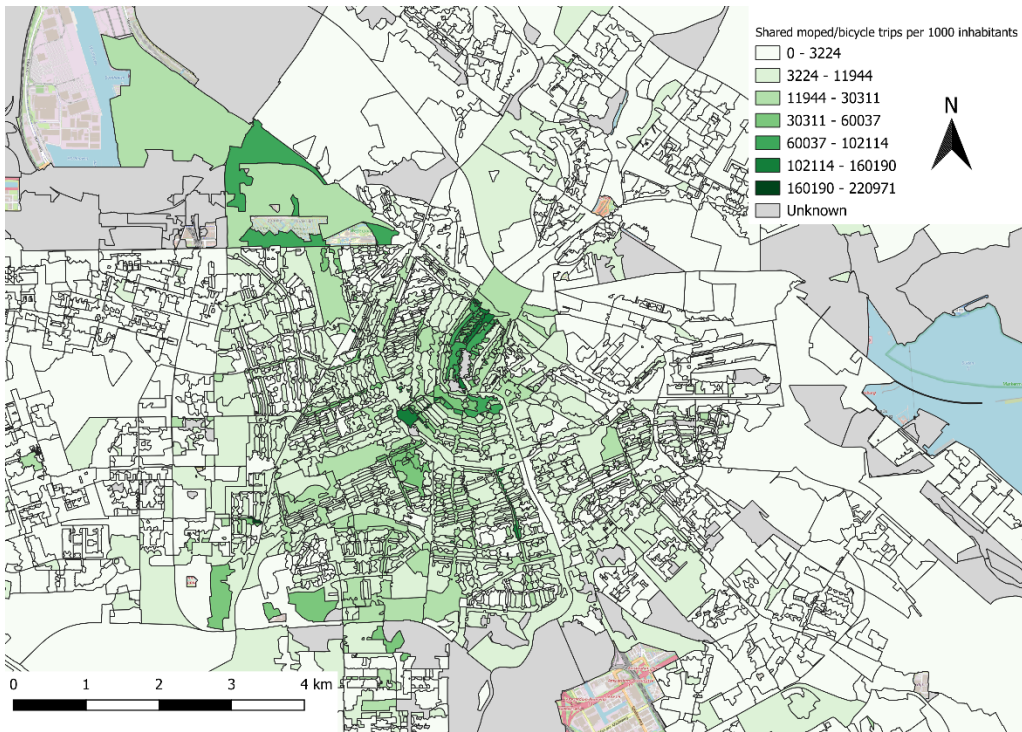 Shared moped/bicycle trips per 1000 inhabitants
0 - 3224
3224 - 11944
11944 - 30311
30311 - 60037
60037 - 102114
102114 - 160190
160190 - 220971
Unknown
N
0 1 2 3 4 km